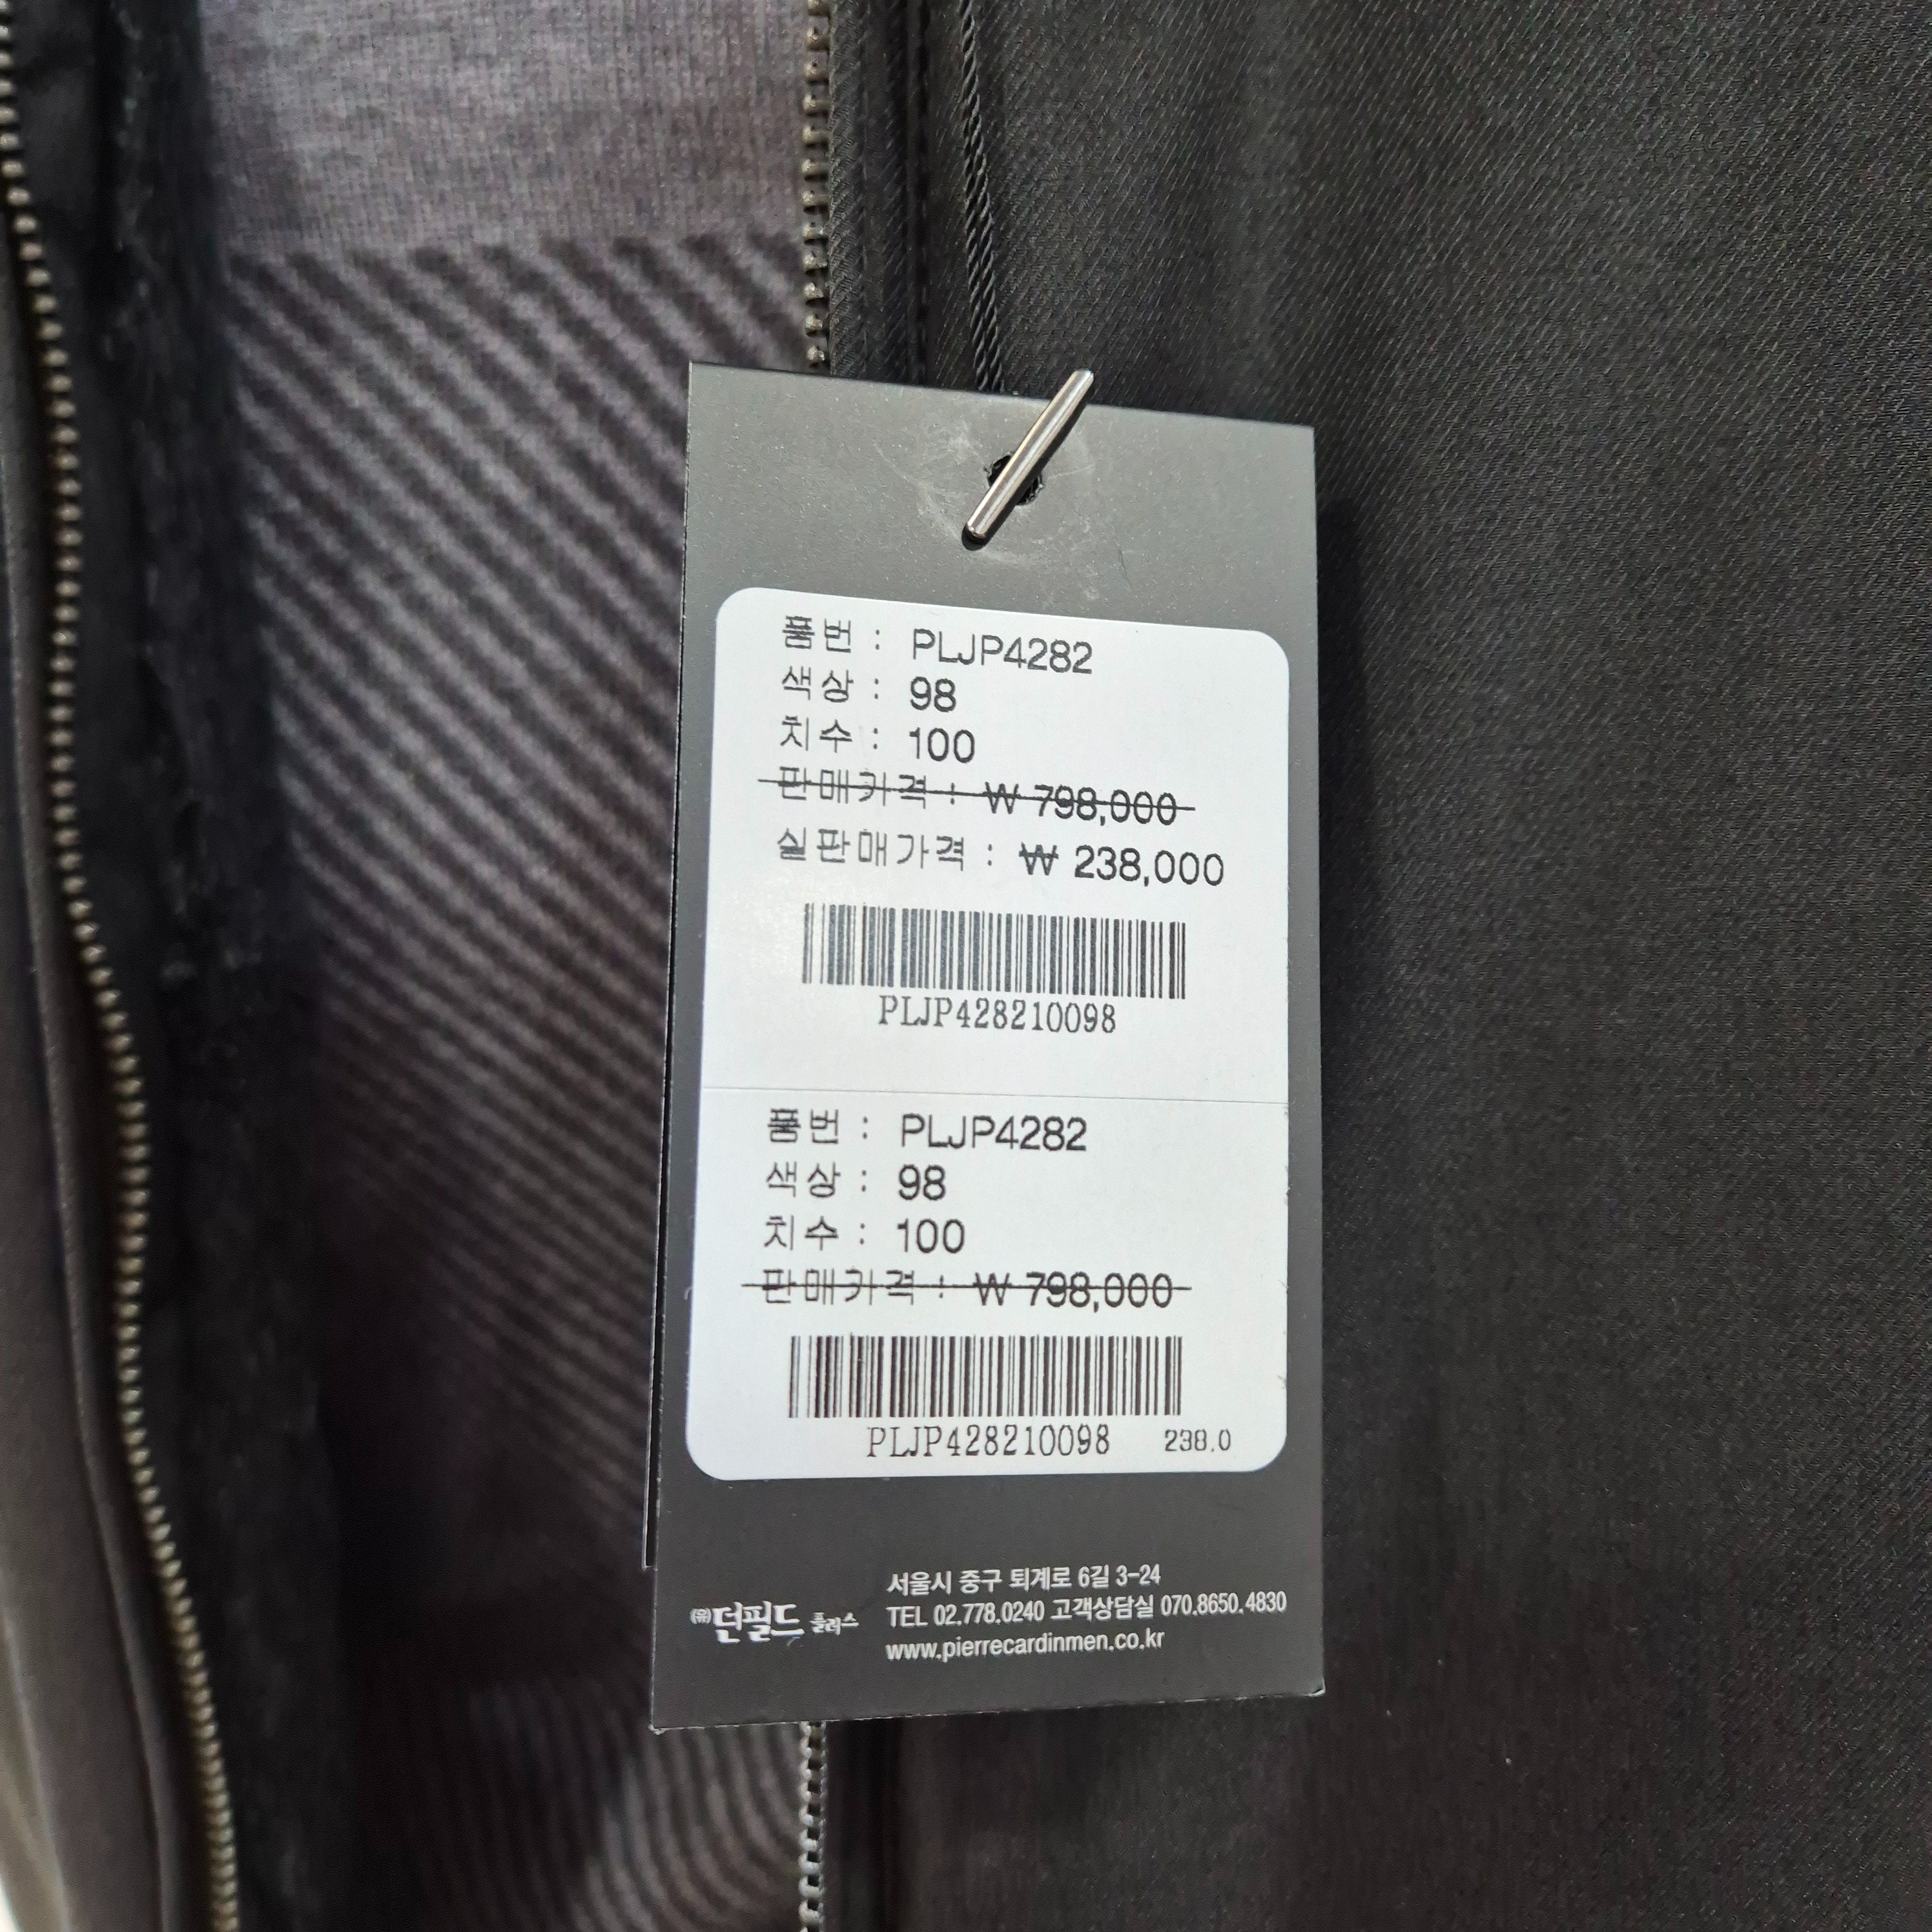 품번 : PLJP4282
색상 : 98
치수 : 100
판매가격 : ₩ 798,000
실판매가격 : ₩ 238,000
PLJP428210098
품번 : PLJP4282
색상 : 98
치수 : 100
판매가격 : ₩ 798,000
PLJP428210098 238.0
㈲던필드 플러스
서울시 중구 퇴계로 6길 3-24
TEL 02.778.0240 고객상담실 070.8650.4830
www.pierrecardinmen.co.kr